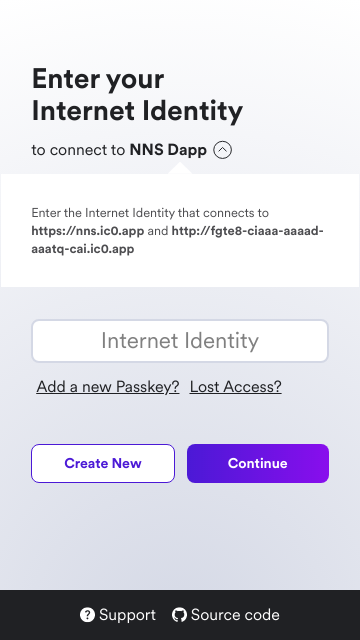 Enter your
Internet Identity
to connect to NNS Dapp
Enter the Internet Identity that connects to
https://nns.ic0.app and http://fgte8-ciaaa-aaaad-
aaatq-cai.ic0.app
Internet Identity
Add a new Passkey? Lost Access?
Create New
Continue
Support
Source code